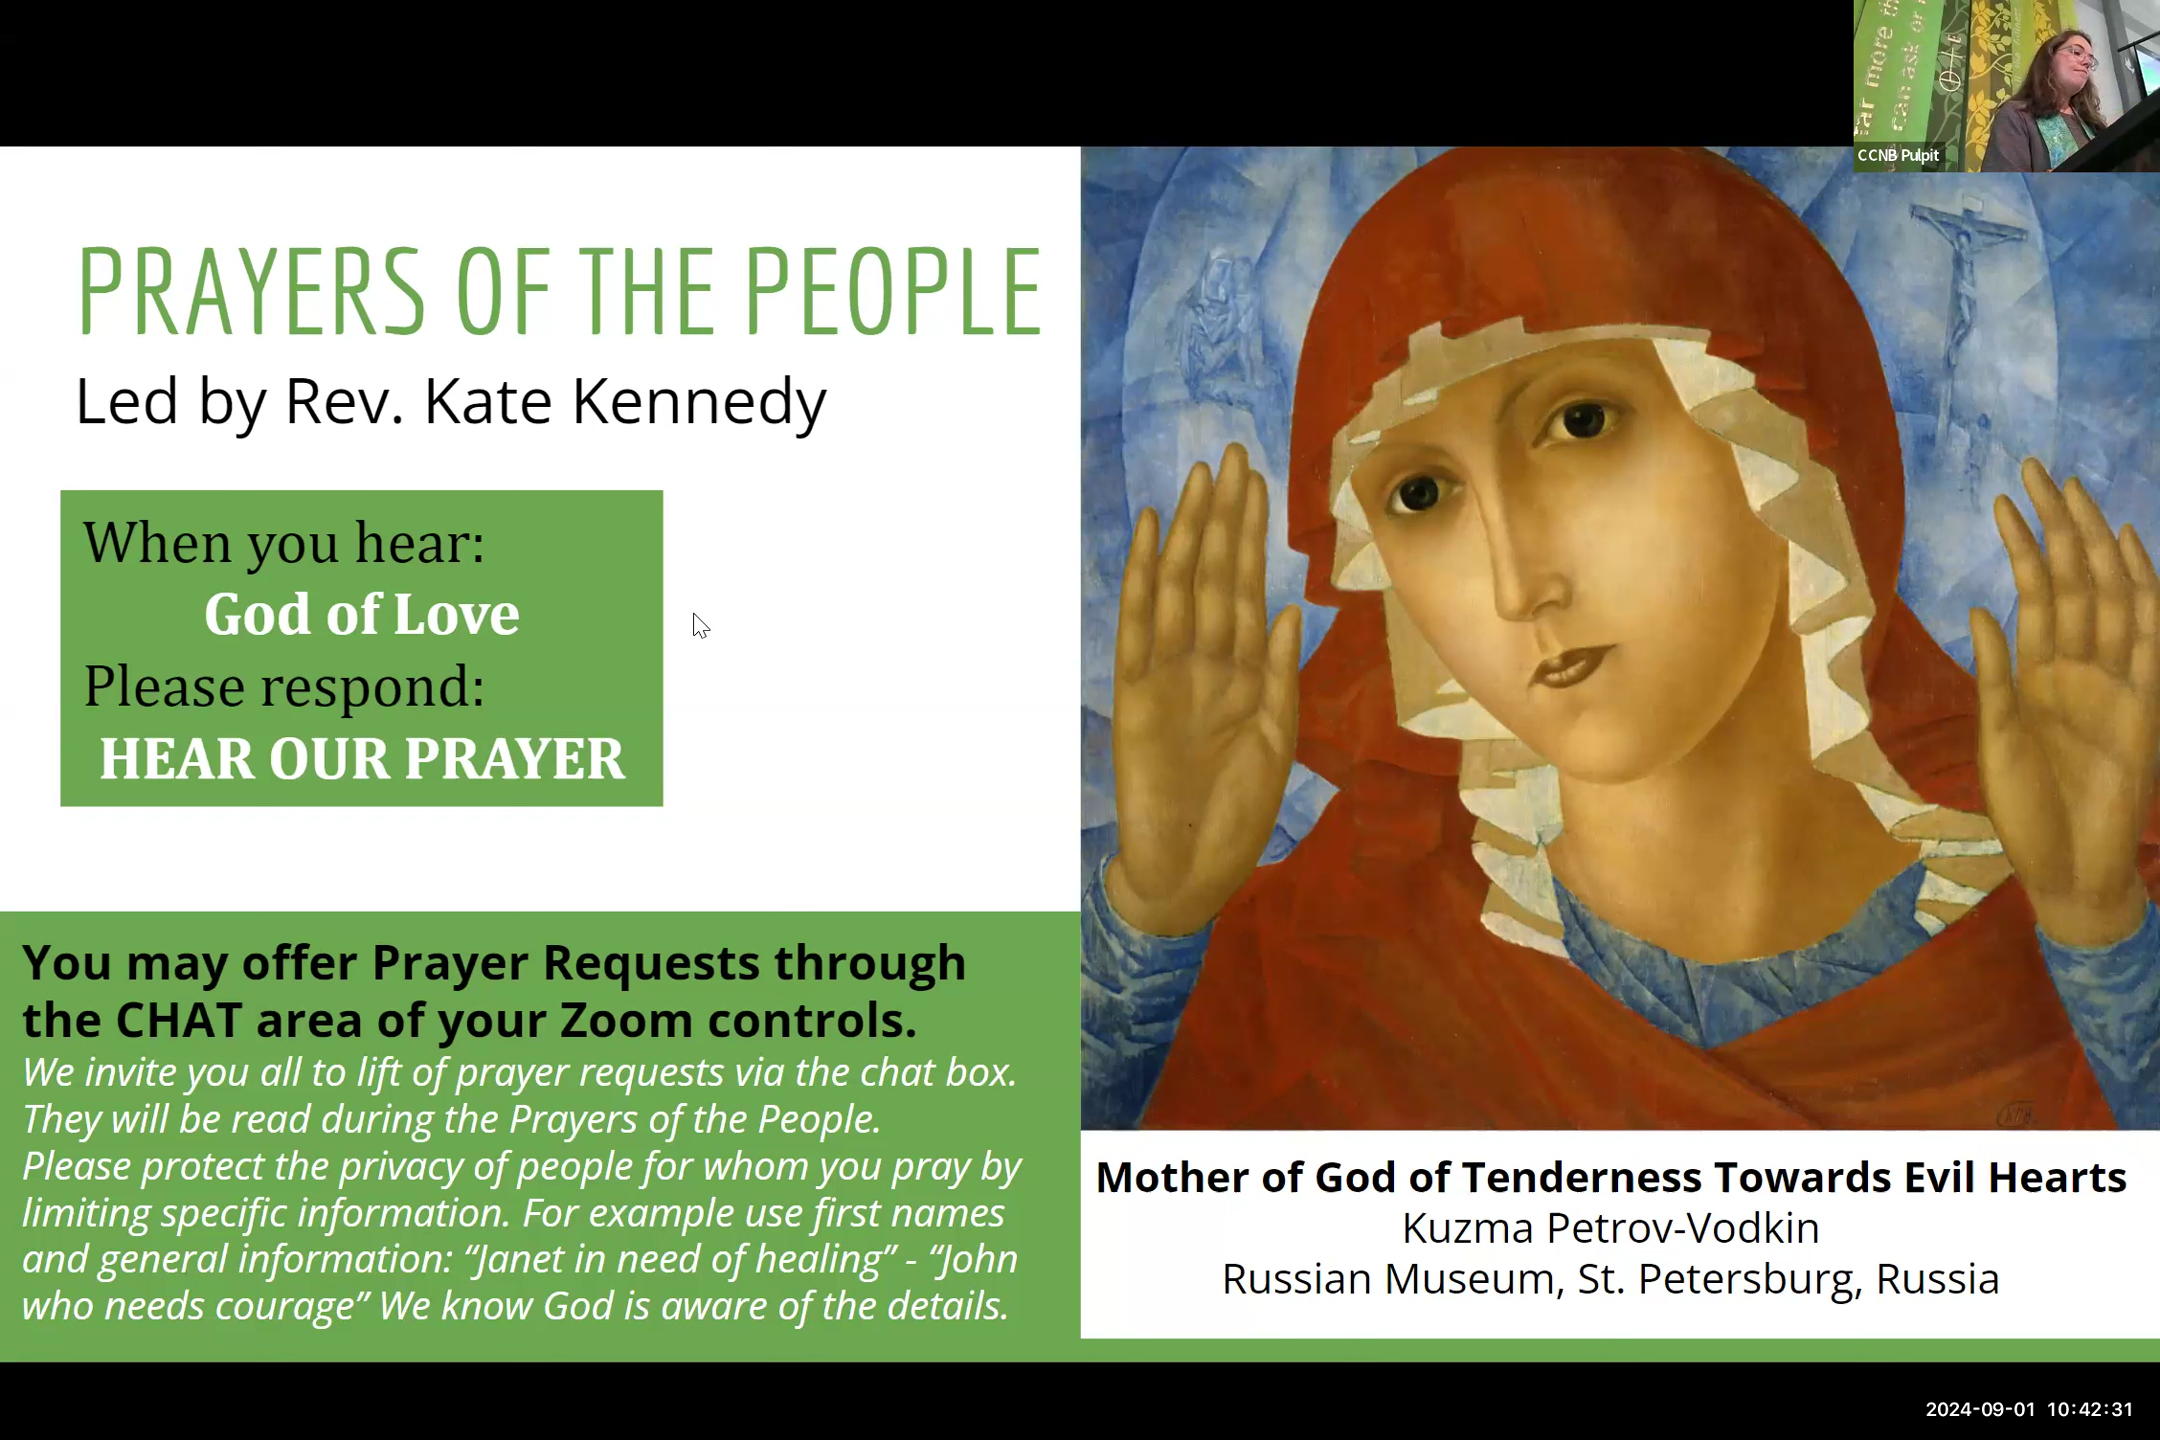 PRAYERS OF THE PEOPLE
Led by Rev. Kate Kennedy
When you hear:
God of Love
Please respond:
HEAR OUR PRAYER
You may offer Prayer Requests through
the CHAT area of your Zoom controls.
We invite you all to lift of prayer requests via the chat box.
They will be read during the Prayers of the People.
Please protect the privacy of people for whom you pray by
limiting specific information. For example use first names
and general information: “Janet in need of healing” - “John
who needs courage” We know God is aware of the details.
far more th
can ask or
CCNB Pulpit
Mother of God of Tenderness Towards Evil Hearts
Kuzma Petrov-Vodkin
Russian Museum, St. Petersburg, Russia
2024-09-01 10:42:31